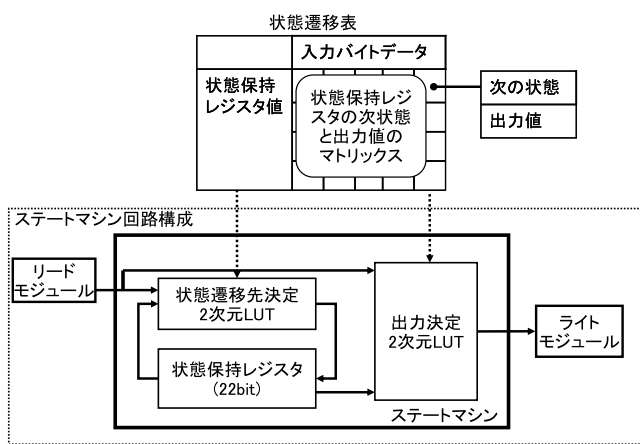 状態遷移表
入力バイトデータ
状態保持
レジスタ値
状態保持レジ
スタの次状態
と出力値の
マトリックス
次の状態
出力値
ステートマシン回路構成
リード
モジュール
状態遷移先決定
2次元LUT
状態保持レジスタ
(22bit)
出力決定
2次元LUT
ライト
モジュール
ステートマシン